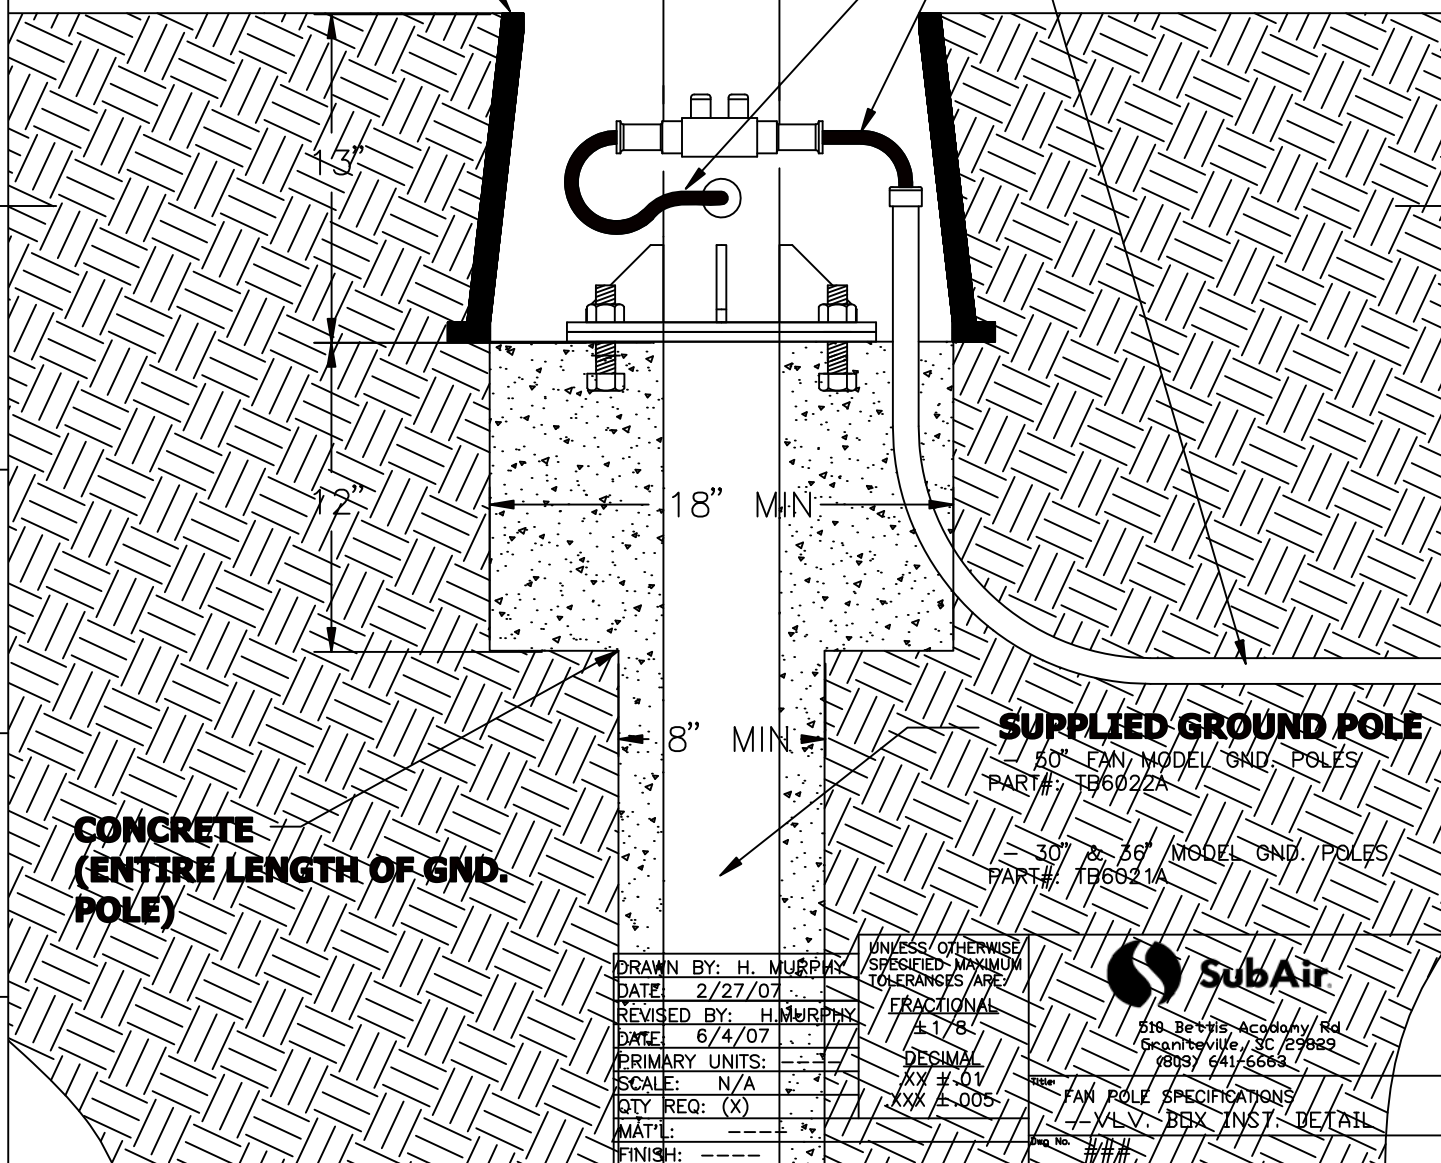 13"
12"
18" MIN
8" MIN
SUPPLIED GROUND POLE
- 50" FAN MODEL GND. POLES
PART#: TB6022A
- 30" & 36" MODEL GND. POLES
PART#: TB6021A
CONCRETE
(ENTIRE LENGTH OF GND.
POLE)
DRAWN BY: H. MURPHY
DATE: 2/27/07
REVISED BY: H.MURPHY
DATE: 6/4/07
PRIMARY UNITS: ----
SCALE: N/A
QTY REQ: (X)
MAT'L: ----
FINISH: ----
UNLESS OTHERWISE
SPECIFIED MAXIMUM
TOLERANCES ARE:
FRACTIONAL
±1/8
DECIMAL
.XX ±.01
.XXX ±.005
SubAir
510 Bettis Acadamy Rd
Graniteville, SC 29829
(803) 641-6663
Title:
FAN POLE SPECIFICATIONS
--VLV. BOX INST. DETAIL
Dwg No.
###